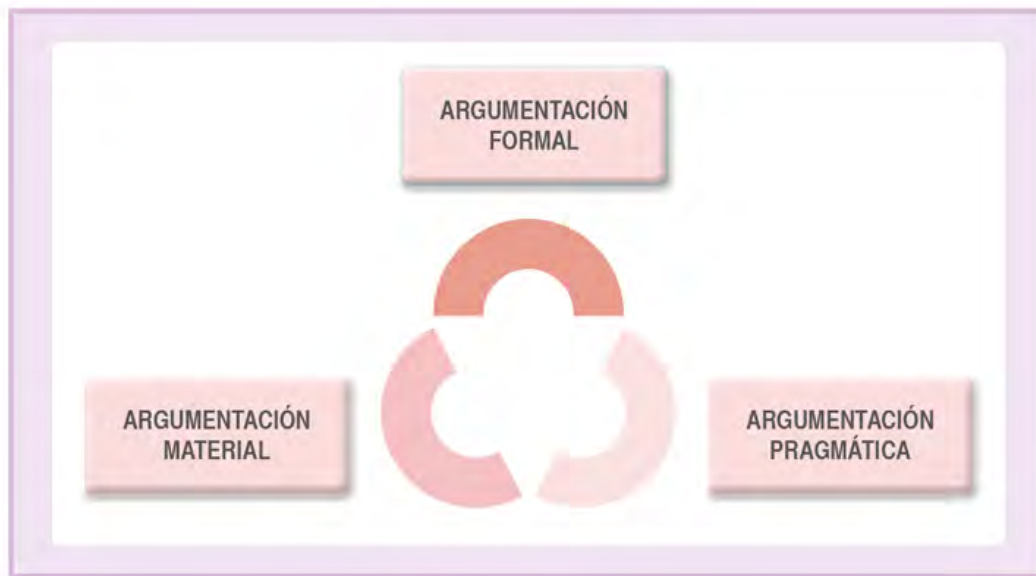 ARGUMENTACIÓN
FORMAL
ARGUMENTACIÓN
MATERIAL
ARGUMENTACIÓN
PRAGMÁTICA